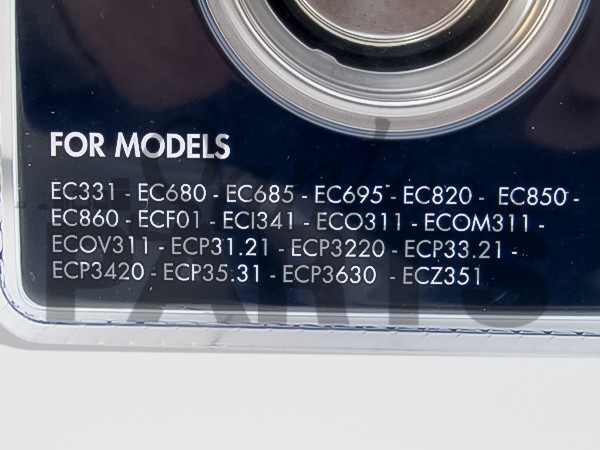 FOR MODELS
EC331 - EC680 - EC685 - EC695 - EC820 - EC850 -
EC860 - ECF01 - ECI341 - ECO311 - ECOM311 -
ECOV311 - ECP31.21 - ECP3220 - ECP33.21 -
ECP3420 - ECP35.31 - ECP3630 - ECZ351
PARTS